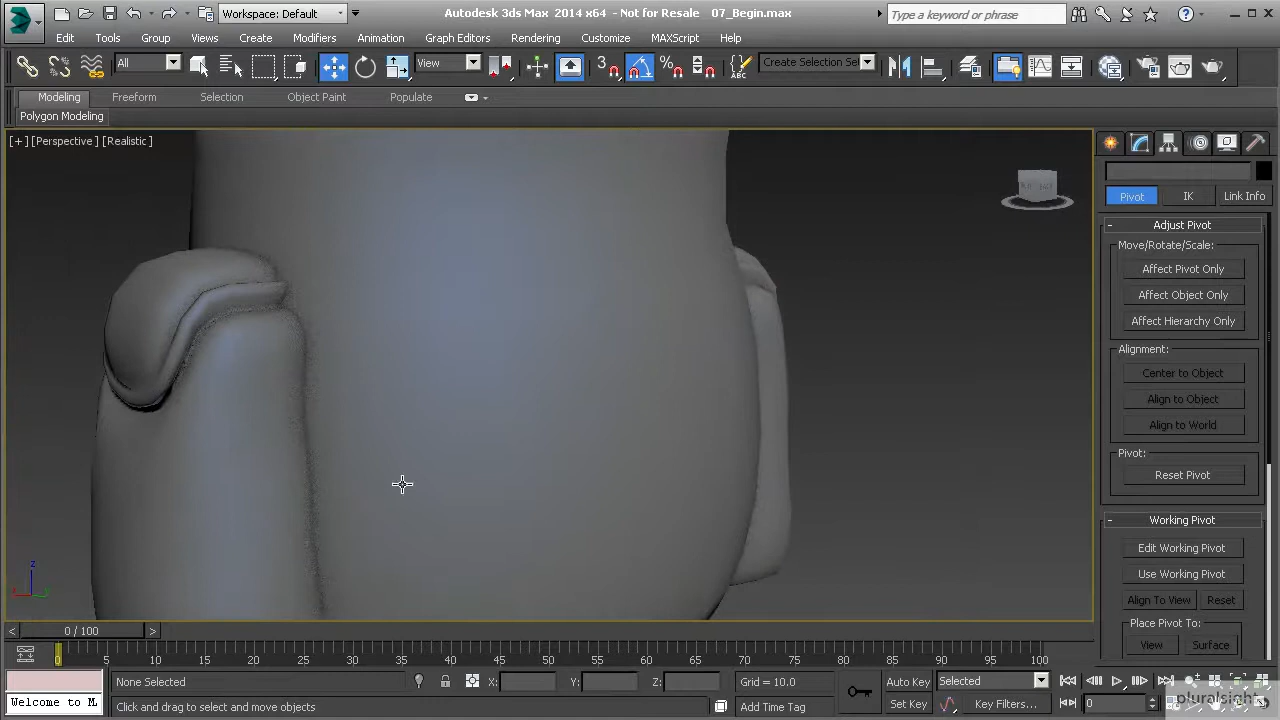 Workspace: Default
Autodesk 3ds Max 2014 x64 - Not for Resale 07_Begin.max
Type a keyword or phrase
Edit Tools Group Views Create Modifiers Animation Graph Editors Rendering Customize MAXScript Help
All
View
3
Create Selection Se
Modeling Freeform Selection Object Paint Populate
Polygon Modeling
[+] [Perspective] [Realistic]
Pivot IK Link Info
- Adjust Pivot
Move/Rotate/Scale:
Affect Pivot Only
Affect Object Only
Affect Hierarchy Only
Alignment:
Center to Object
Align to Object
Align to World
Pivot:
Reset Pivot
- Working Pivot
Edit Working Pivot
Use Working Pivot
Align To View Reset
Place Pivot To:
View Surface
z
< 0 / 100 >
0 5 10 15 20 25 30 35 40 45 50 55 60 65 70 75 80 85 90 95 100
None Selected X: Y: Z: Grid = 10.0 Auto Key Selected
Welcome to M Click and drag to select and move objects Add Time Tag Set Key Key Filters... 0
pluralsight